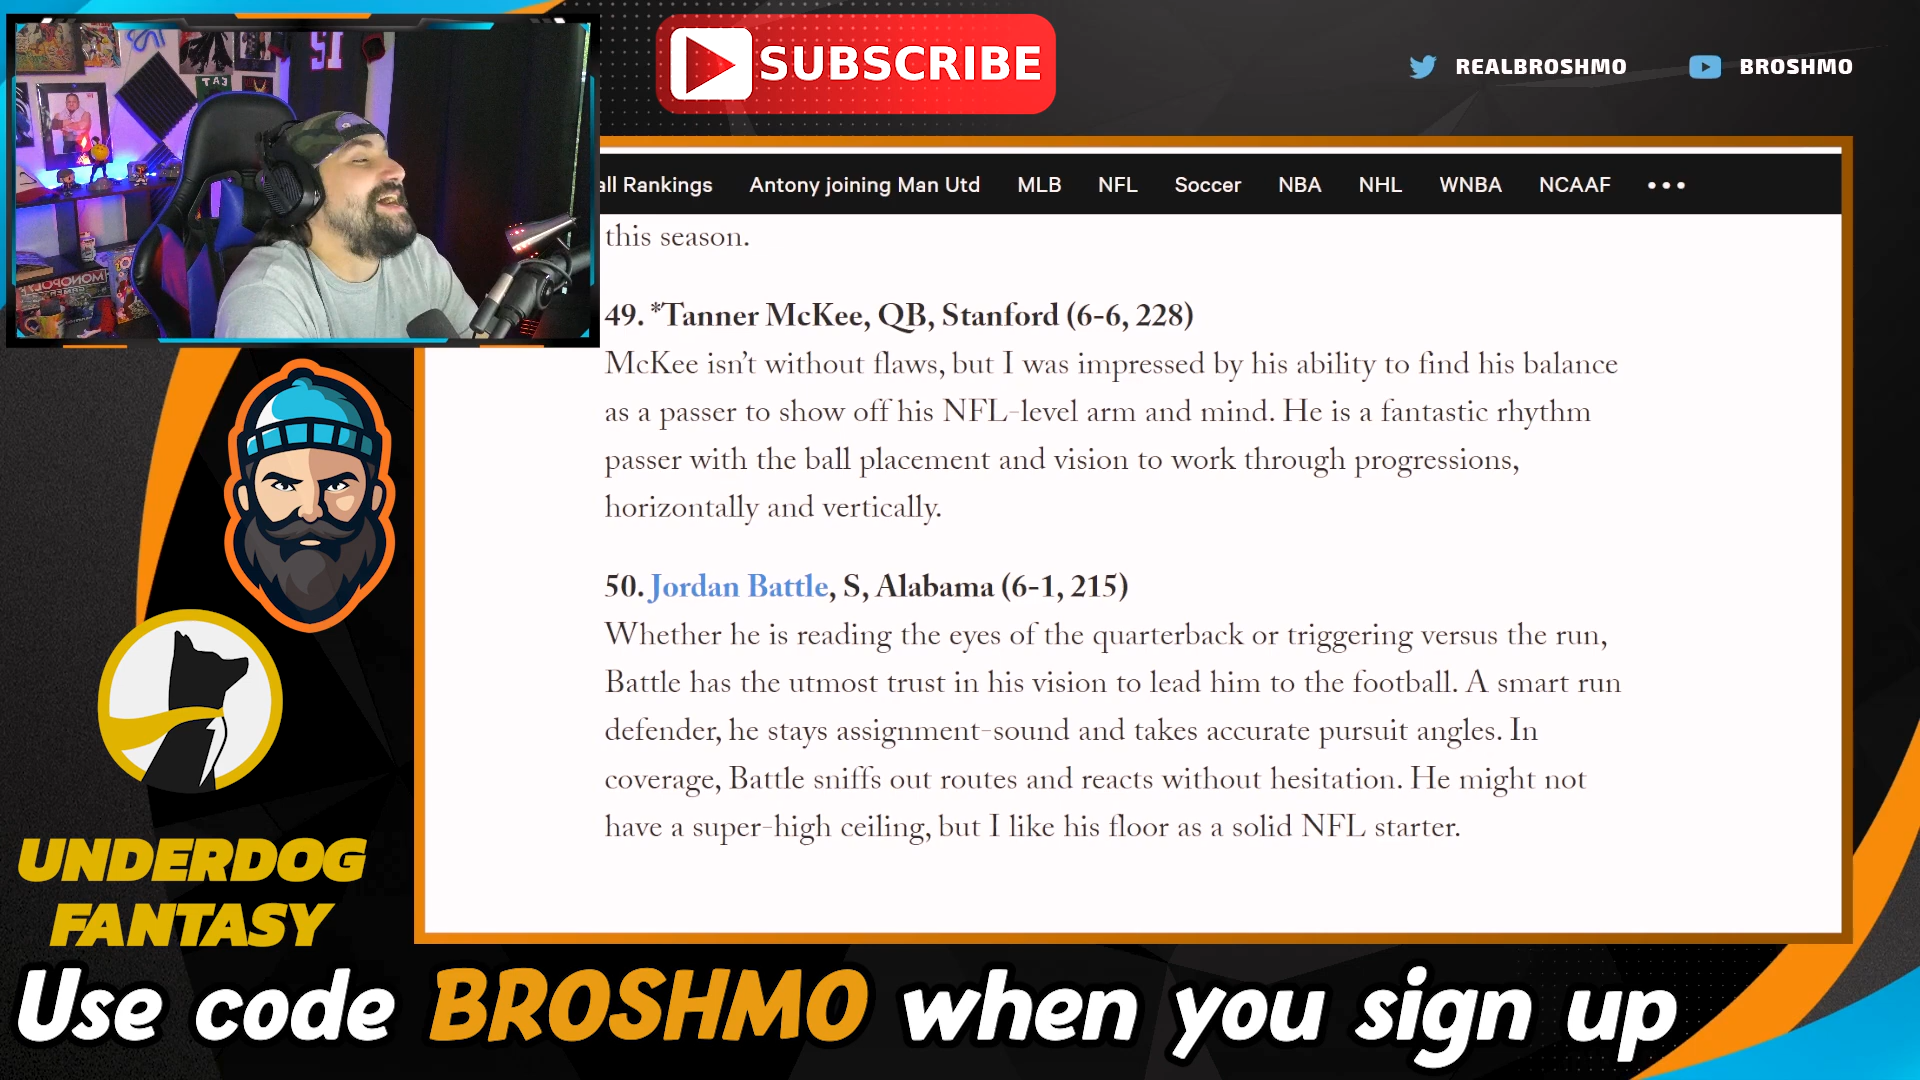 SUBSCRIBE
REALBROSHMO
BROSHMO
all Rankings Antony joining Man Utd MLB NFL Soccer NBA NHL WNBA NCAAF •••
this season.
49. *Tanner McKee, QB, Stanford (6-6, 228)
McKee isn't without flaws, but I was impressed by his ability to find his balance
as a passer to show off his NFL-level arm and mind. He is a fantastic rhythm
passer with the ball placement and vision to work through progressions,
horizontally and vertically.
50. Jordan Battle, S, Alabama (6-1, 215)
Whether he is reading the eyes of the quarterback or triggering versus the run,
Battle has the utmost trust in his vision to lead him to the football. A smart run
defender, he stays assignment-sound and takes accurate pursuit angles. In
coverage, Battle sniffs out routes and reacts without hesitation. He might not
have a super-high ceiling, but I like his floor as a solid NFL starter.
UNDERDOG
FANTASY
Use code BROSHMO when you sign up